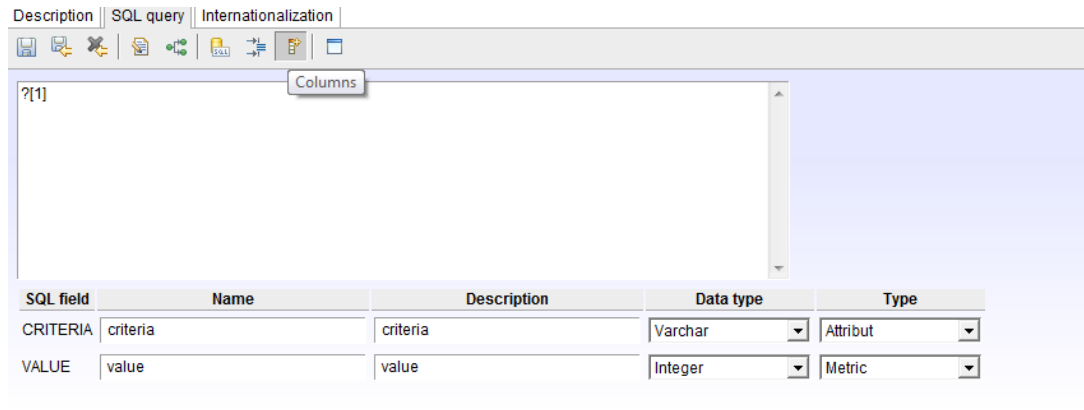 Description SQL query Internationalization
SQL
Columns
?[1]
SQL field Name Description Data type Type
CRITERIA criteria criteria Varchar Attribut
VALUE value value Integer Metric